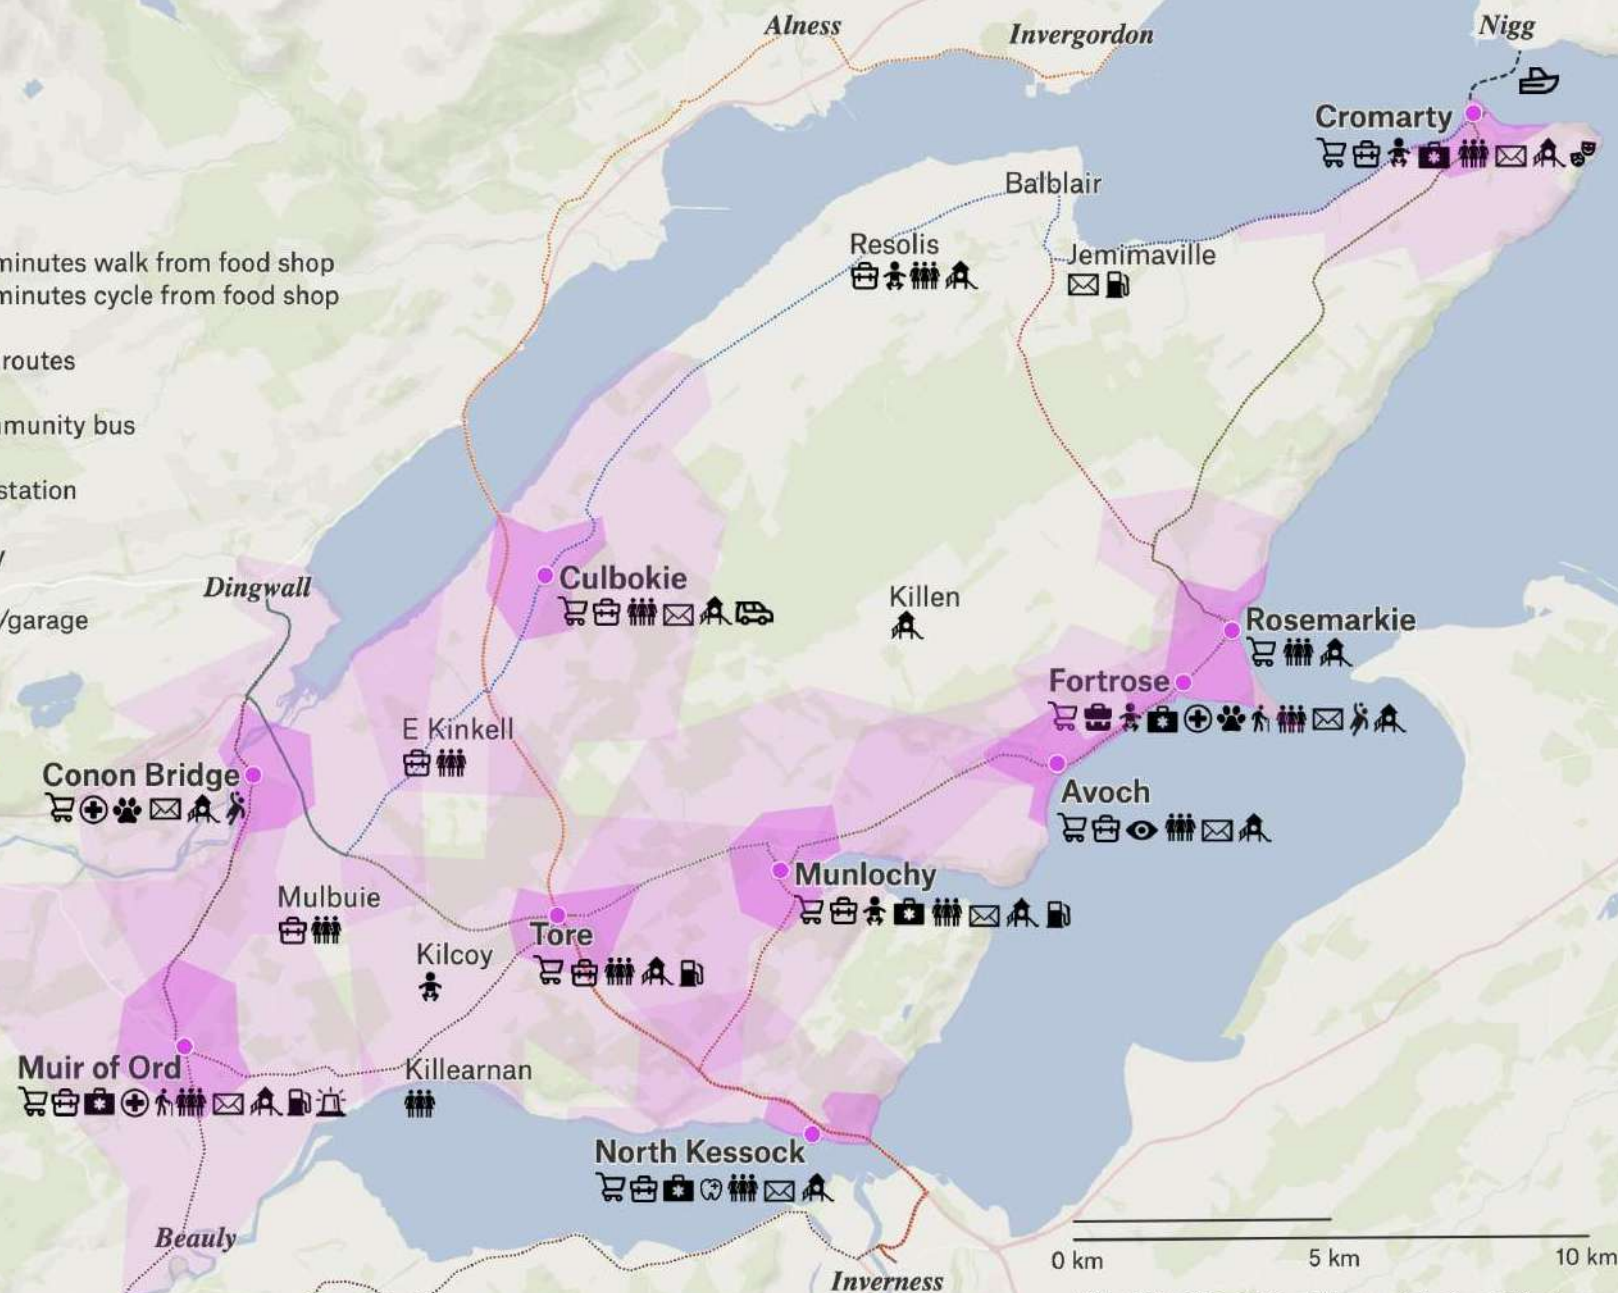 Alness
Invergordon
Nigg
Cromarty
Balblair
Resolis
Jemimaville
minutes walk from food shop
minutes cycle from food shop
routes
munity bus
station
/garage
Dingwall
Culbokie
Killen
Rosemarkie
Fortrose
E Kinkell
Conon Bridge
Avoch
Munlochy
Mulbuie
Tore
Kilcoy
Muir of Ord
Killearnan
North Kessock
Beauly
Inverness
0 km
5 km
10 km